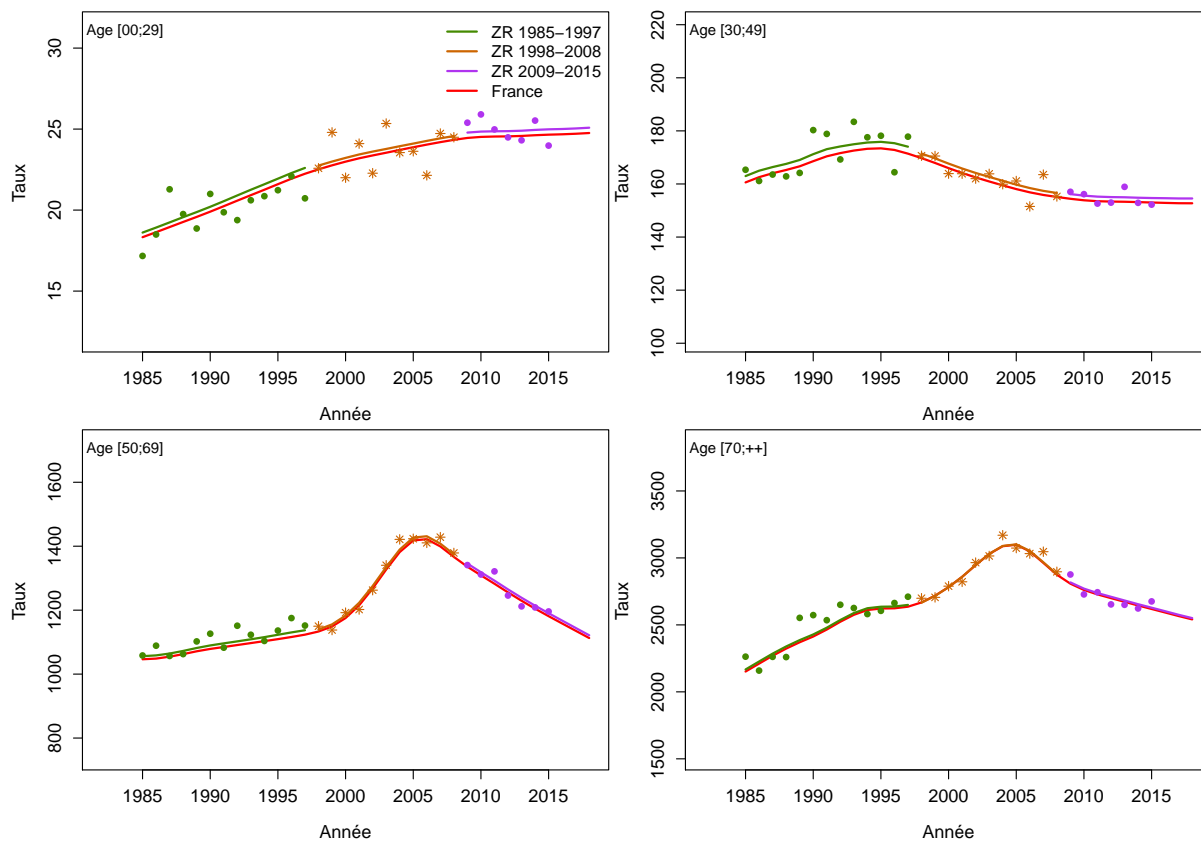 Age [00;29]
ZR 1985−1997
ZR 1998−2008
ZR 2009−2015
France
Taux
30
25
20
15
1985 1990 1995 2000 2005 2010 2015
Année
Age [30;49]
Taux
220
200
180
160
140
120
100
1985 1990 1995 2000 2005 2010 2015
Année
Age [50;69]
Taux
1600
1400
1200
1000
800
1985 1990 1995 2000 2005 2010 2015
Année
Age [70;++]
Taux
3500
3000
2500
2000
1500
1985 1990 1995 2000 2005 2010 2015
Année